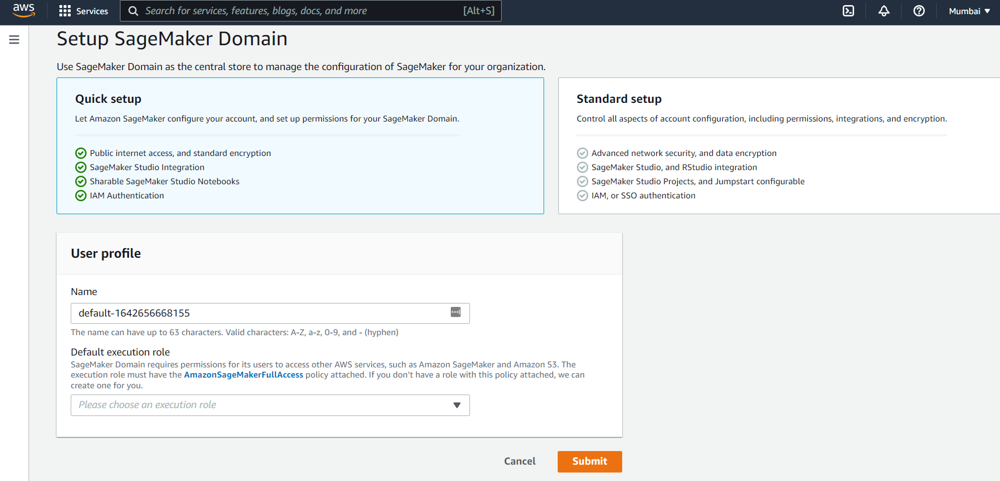 aws
Services
Search for services, features, blogs, docs, and more
[Alt+S]
Mumbai
Setup SageMaker Domain
Use SageMaker Domain as the central store to manage the configuration of SageMaker for your organization.
Quick setup
Let Amazon SageMaker configure your account, and set up permissions for your SageMaker Domain.
Public internet access, and standard encryption
SageMaker Studio Integration
Sharable SageMaker Studio Notebooks
IAM Authentication
Standard setup
Control all aspects of account configuration, including permissions, integrations, and encryption.
Advanced network security, and data encryption
SageMaker Studio, and RStudio integration
SageMaker Studio Projects, and Jumpstart configurable
IAM, or SSO authentication
User profile
Name
default-1642656668155
The name can have up to 63 characters. Valid characters: A-Z, a-z, 0-9, and - (hyphen)
Default execution role
SageMaker Domain requires permissions for its users to access other AWS services, such as Amazon SageMaker and Amazon S3. The
execution role must have the AmazonSageMakerFullAccess policy attached. If you don’t have a role with this policy attached, we can
create one for you.
Please choose an execution role
Cancel
Submit